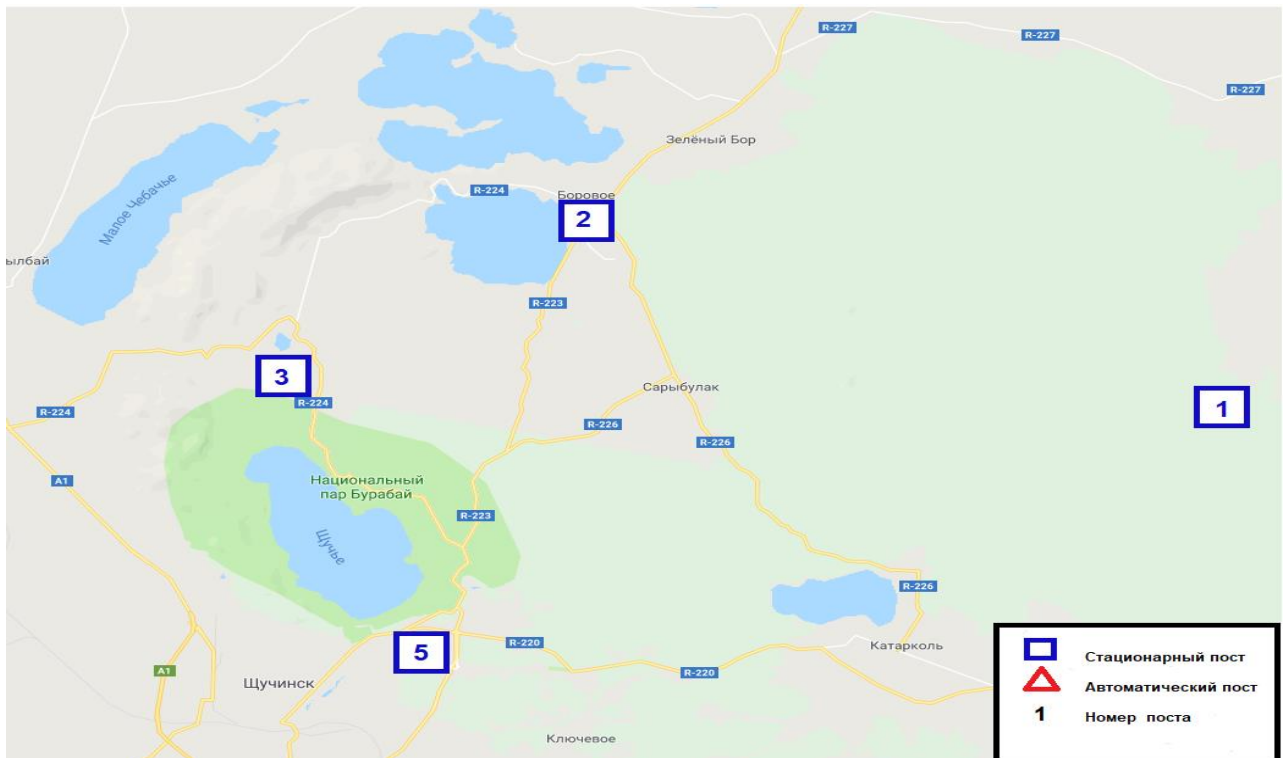 R-227
R-227
R-227
Зелёный Бор
R-224
Боровое
Малое Чебачье
2
ылбай
R-223
3
Сарыбулак
R-224
R-224
1
R-226
R-226
A1
Национальный
пар Бурабай
R-223
Щучье
R-226
5
R-220
Катарколь
A1
R-220
Щучинск
Ключевое
Стационарный пост
Автоматический пост
1 Номер поста